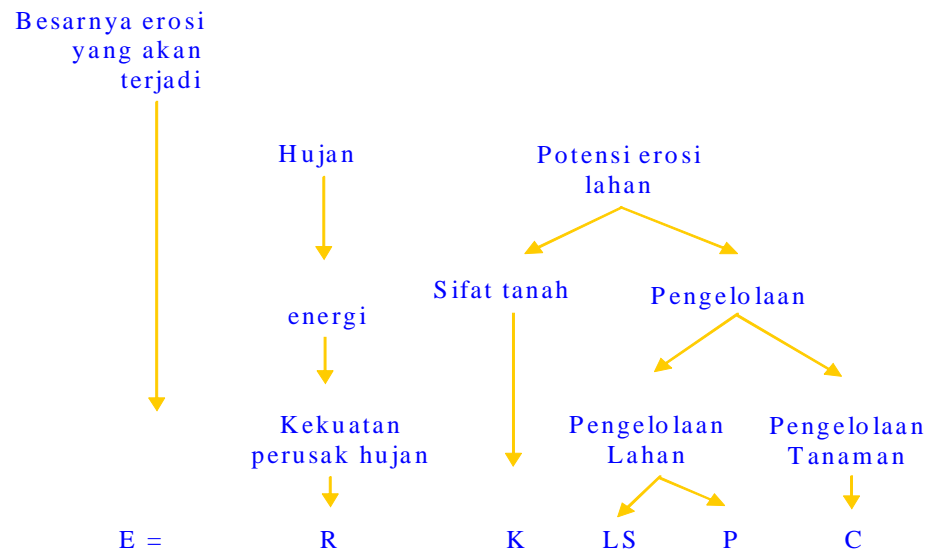 Besarnya erosi
yang akan
terjadi
Hujan
Potensi erosi
lahan
Sifat tanah
Pengelolaan
energi
Kekuatan
perusak hujan
Pengelolaan
Lahan
Pengelolaan
Tanaman
E = R K LS P C